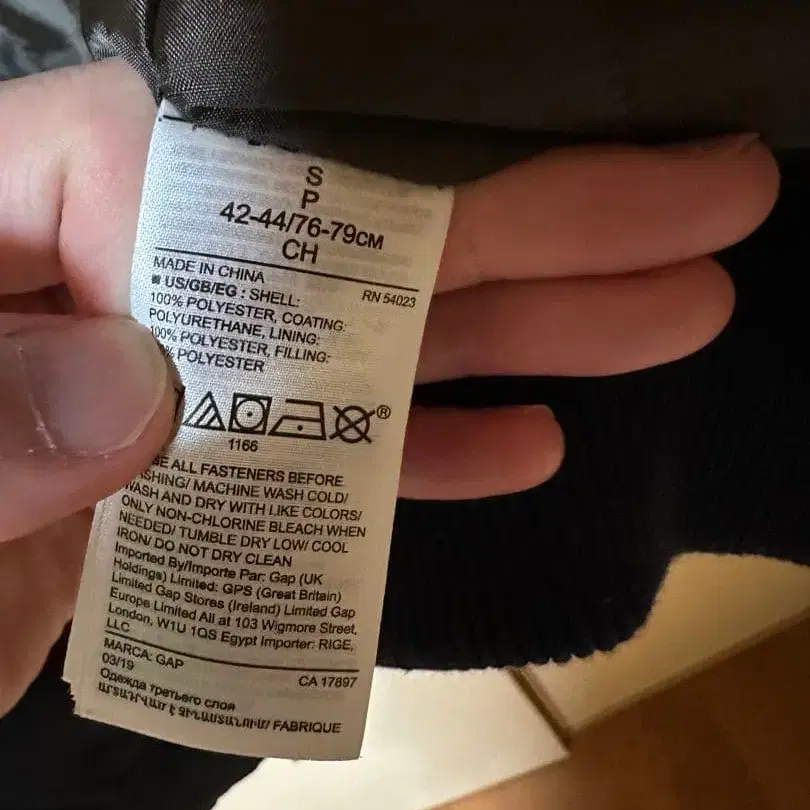 S
P
42-44/76-79CM
CH
MADE IN CHINA
RN 54023
■ US/GB/EG : SHELL:
100% POLYESTER, COATING:
POLYURETHANE, LINING:
100% POLYESTER, FILLING:
% POLYESTER
®
1166
ALL FASTENERS BEFORE
WASHING/ MACHINE WASH COLD/
WASH AND DRY WITH LIKE COLORS/
ONLY NON-CHLORINE BLEACH WHEN
NEEDED/ TUMBLE DRY LOW/ COOL
IRON/ DO NOT DRY CLEAN
Imported By/Importe Par: Gap (UK
Holdings) Limited: GPS (Great Britain)
Limited Gap Stores (Ireland) Limited Gap
Europe Limited All at 103 Wigmore Street,
London, W1U 1QS Egypt Importer: RIGE,
LLC
MARCA: GAP
03/19
CA 17897
Одежда третьего слоя
ԱՐՏԱԴՐՎԱԾ Է ՉԻՆԱՍՏԱՆՈՒՄ/ FABRIQUE